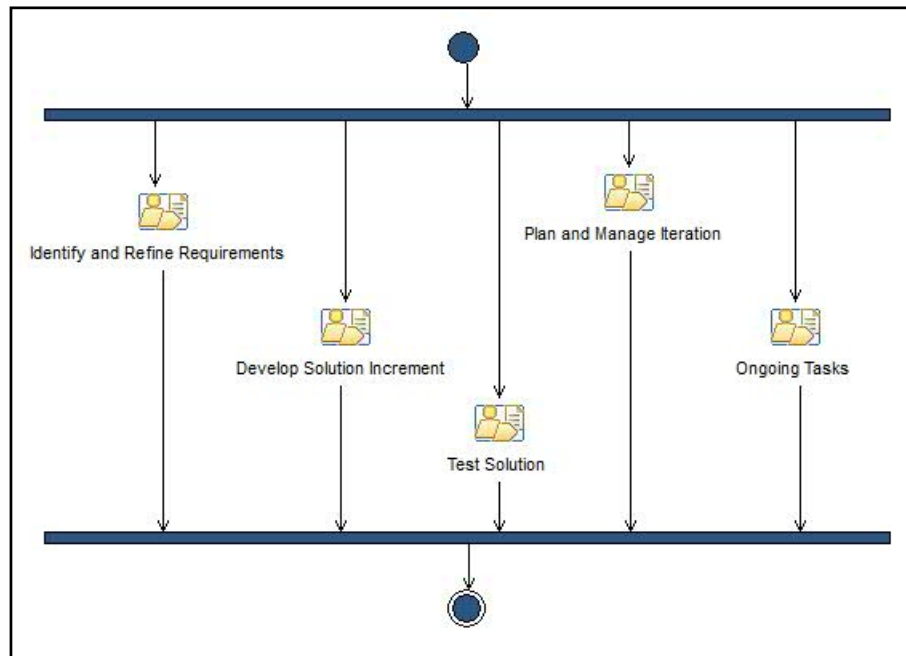 Plan and Manage Iteration
Identify and Refine Requirements
Develop Solution Increment
Ongoing Tasks
Test Solution